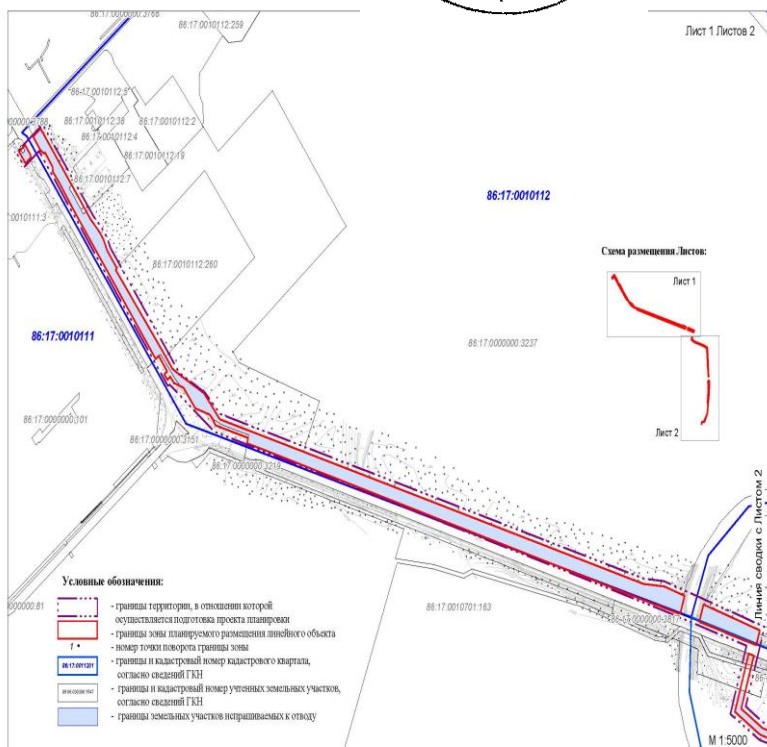 86:17:0000000:3768
86:17:0010112:259
Лист 1 Листов 2
86:17:0010112:3
86:17:0010112:38
86:17:0010112:2
86:17:0010112:4
86:17:0010112:19
86:17:0010112:7
86:17:0010112
86:17:0010112:260
Схема размещения Листов:
Лист 1
86:17:0010111
86:17:0000000:3237
86:17:0000000:101
Лист 2
86:17:0000000:3151
86:17:0000000:3219
Линия сводки с Листом 2
Условные обозначения:
- границы территории, в отношении которой
осуществляется подготовка проекта планировки
- границы зоны планируемого размещения линейного объекта
1 • - номер точки поворота границы зоны
86:17:0011201 - границы и кадастровый номер кадастрового квартала,
согласно сведений ГКН
- границы и кадастровый номер учтенных земельных участков,
согласно сведений ГКН
- границы земельных участков испрашиваемых к отводу
86:17:0010701:163
86:17:0000000:3817
М 1:5000